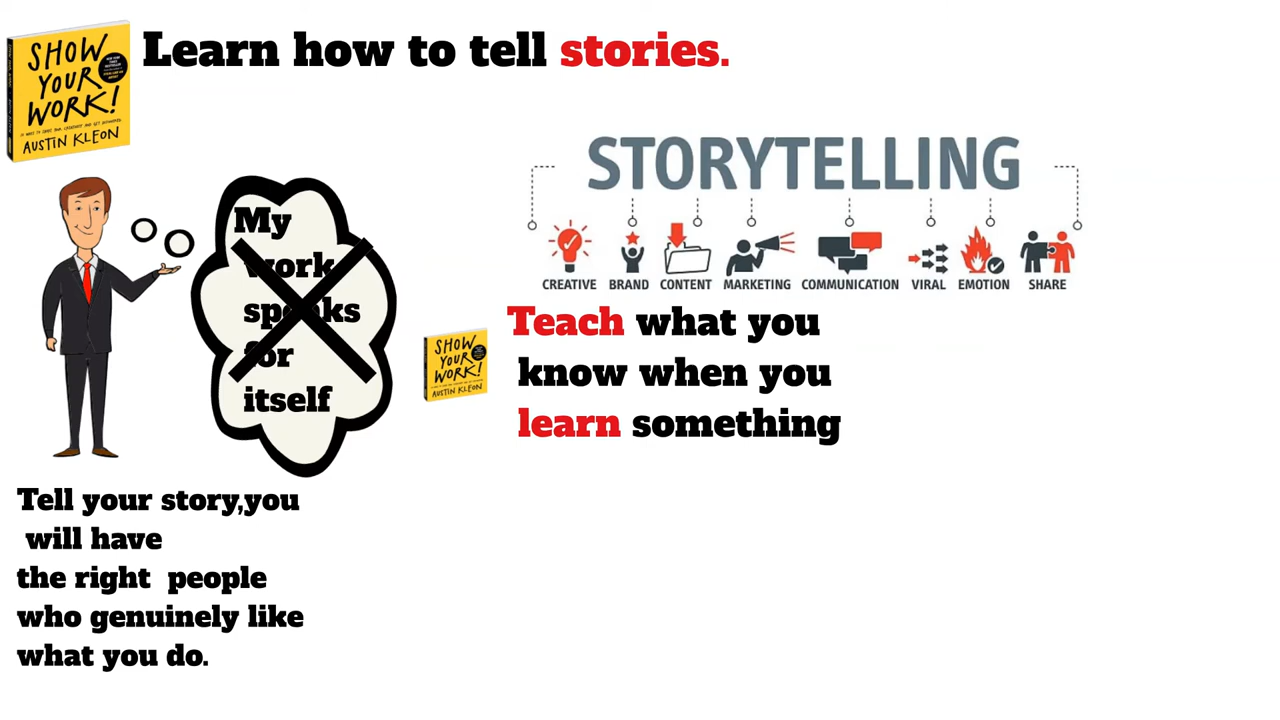 SHOW
YOUR
WORK!
AUSTIN KLEON
Learn how to tell stories.
My
work
speaks
for
itself
STORYTELLING
CREATIVE BRAND CONTENT MARKETING COMMUNICATION VIRAL EMOTION SHARE
SHOW
YOUR
WORK!
AUSTIN KLEON
Teach what you
know when you
learn something
Tell your story,you
will have
the right people
who genuinely like
what you do.